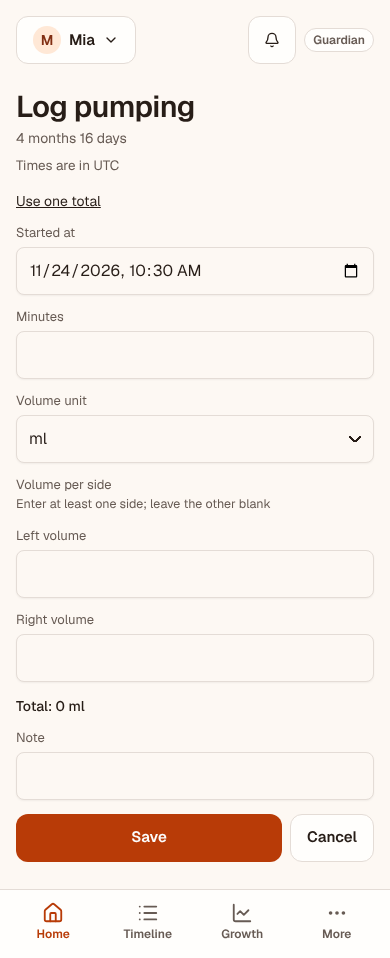 M Mia
Guardian
Log pumping
4 months 16 days
Times are in UTC
Use one total
Started at
11/24/2026, 10:30 AM
Minutes
Volume unit
ml
Volume per side
Enter at least one side; leave the other blank
Left volume
Right volume
Total: 0 ml
Note
Save
Cancel
Home
Timeline
Growth
More